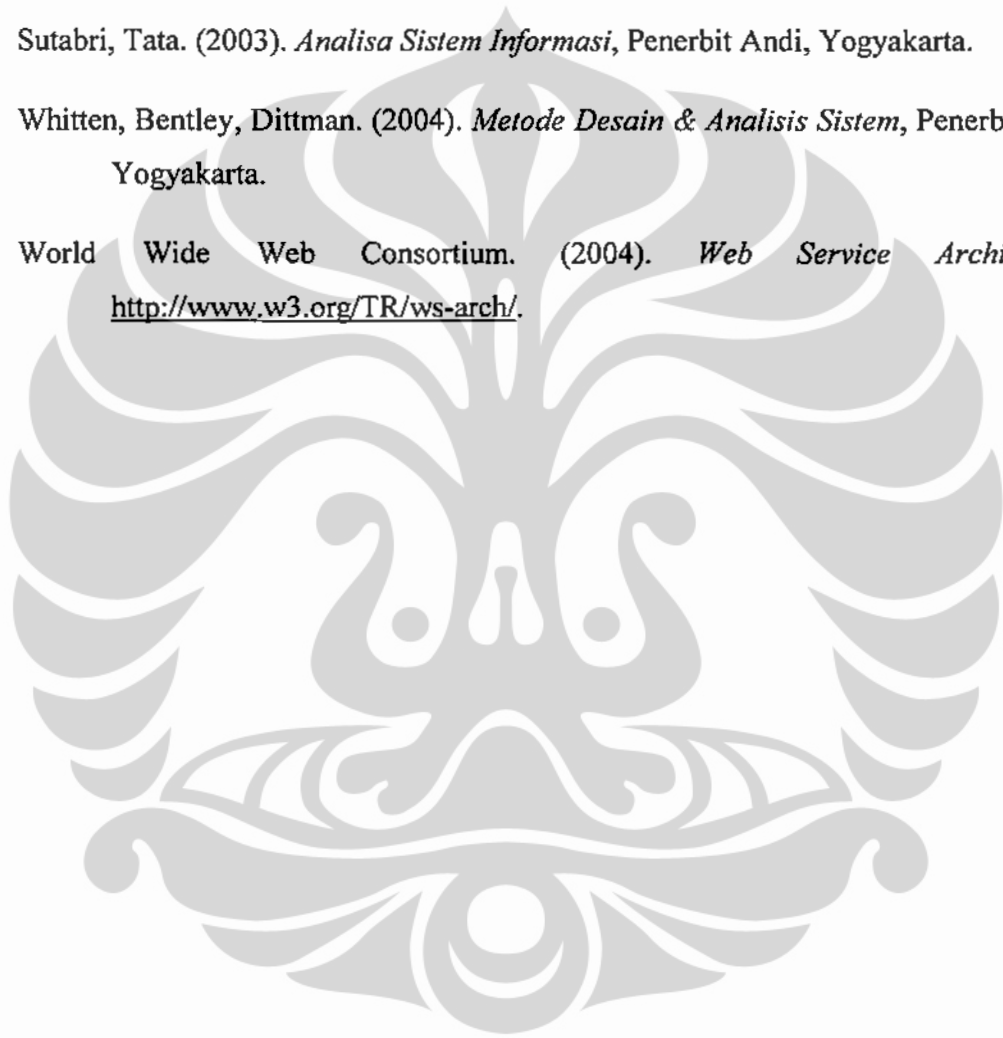 Sutabri, Tata. (2003). Analisa Sistem Informasi, Penerbit Andi, Yogyakarta.
Whitten, Bentley, Dittman. (2004). Metode Desain & Analisis Sistem, Penerb
Yogyakarta.
World Wide Web Consortium. (2004). Web Service Archi
http://www.w3.org/TR/ws-arch/.